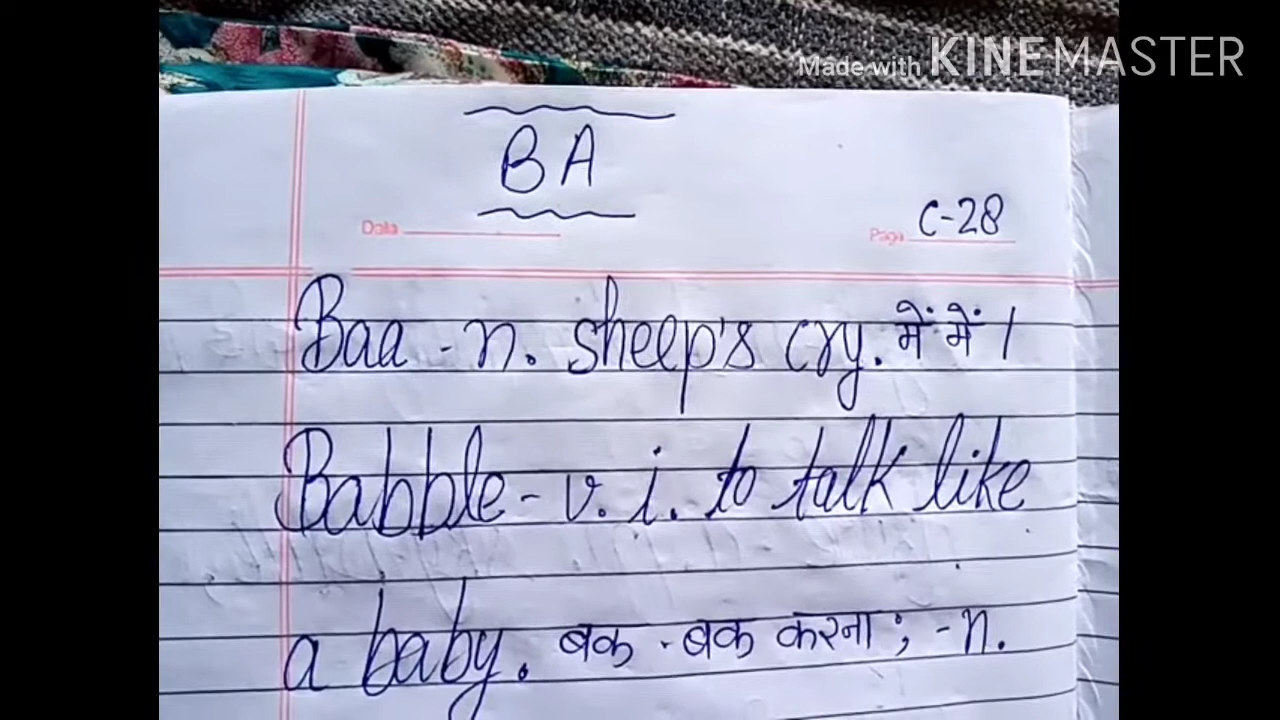 Made with KINEMASTER
BA
Date
Page C-28
Baa - n. sheep's cry. में में ।
Babble - v. i. to talk like
a baby. बक - बक करना ; - n.